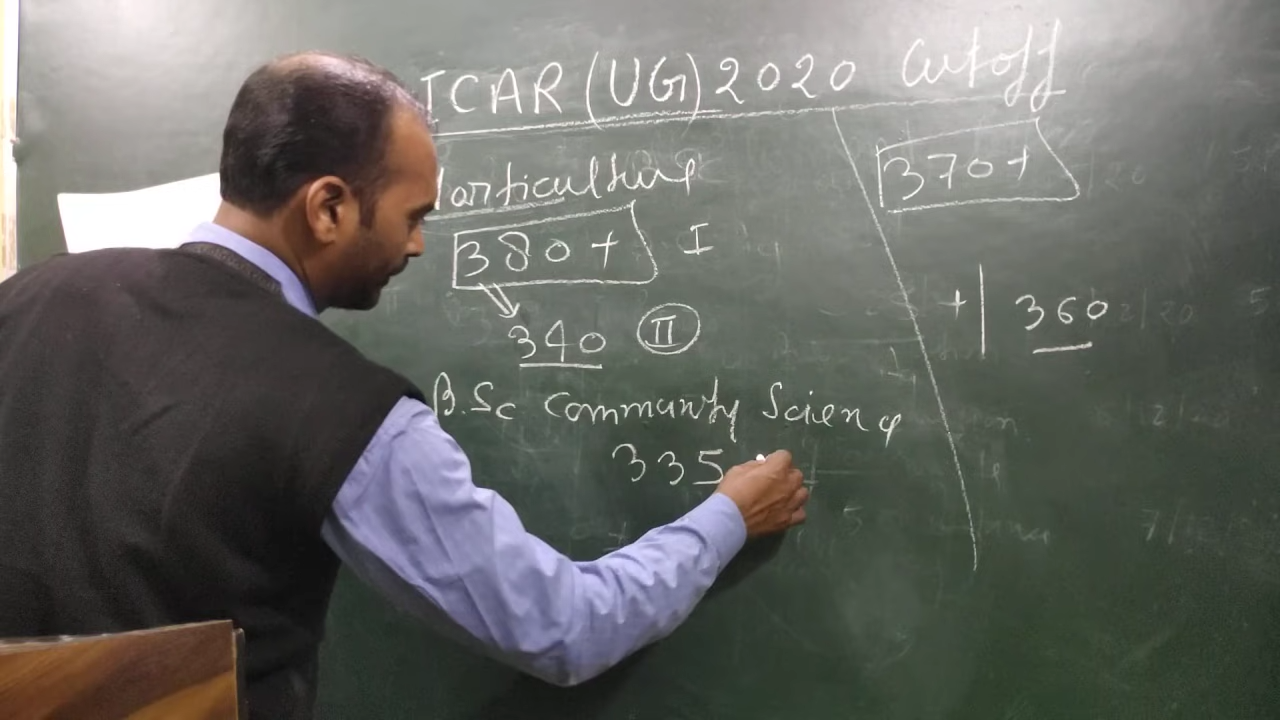 ICAR (UG) 2020 Cutoff
Horticulture
380+ I
340 II
B.Sc Community Science
335
370+
+ 360